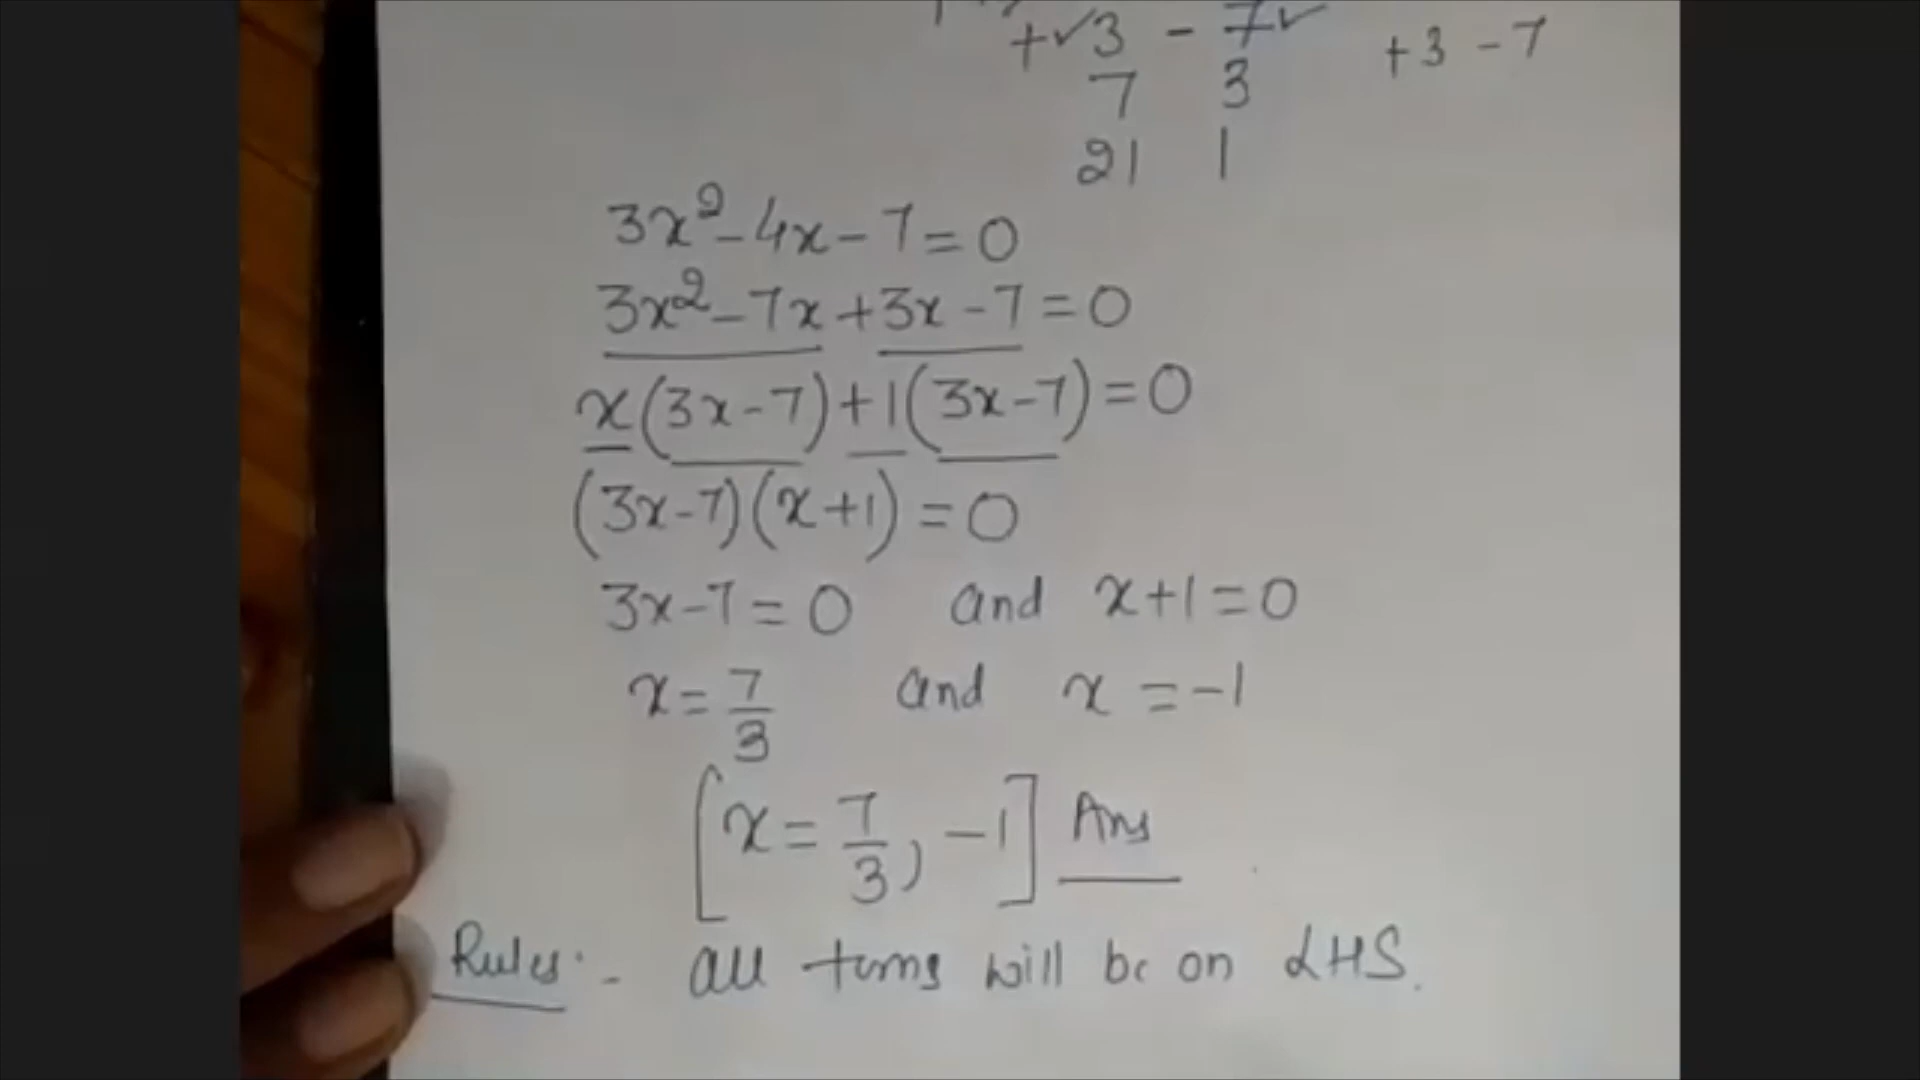 +✓3 - 7✓ +3 -7
7 3
21 1
3x² - 4x - 7 = 0
3x² - 7x + 3x - 7 = 0
x(3x-7) + 1(3x-7) = 0
(3x-7)(x+1) = 0
3x-7 = 0 and x+1 = 0
x = 7/3 and x = -1
[x = 7/3, -1] Ans
Rules:- all terms will be on LHS.